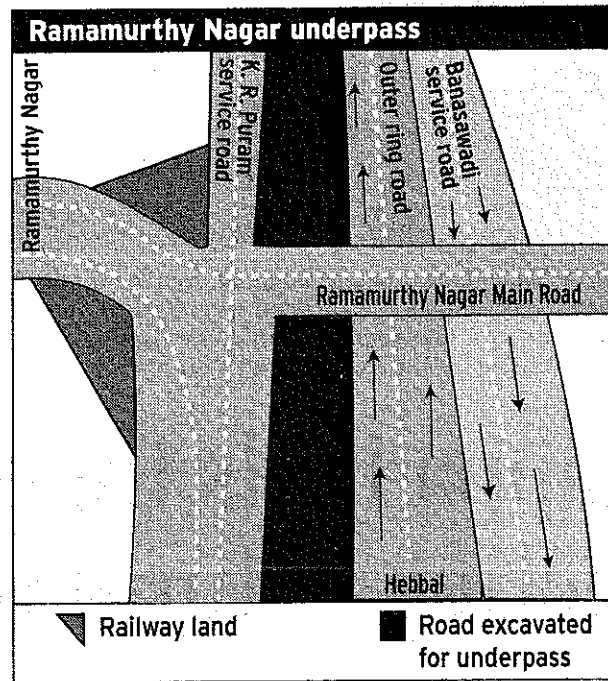 Ramamurthy Nagar underpass
Ramamurthy Nagar
K. R. Puram
service road
Outer ring road
Banasawadi
service road
Ramamurthy Nagar Main Road
Hebbal
Railway land
Road excavated
for underpass